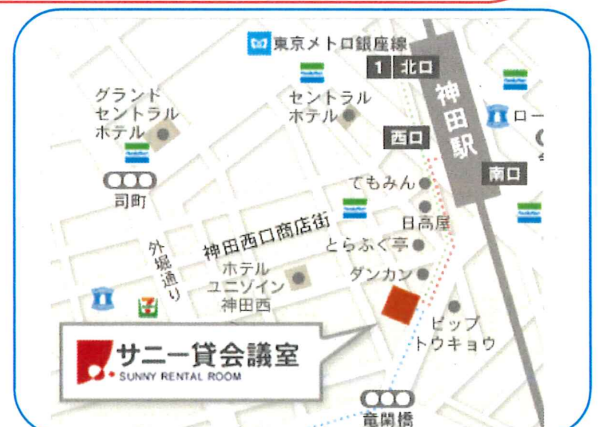 東京メトロ銀座線
1 北口
神田駅
グランド
セントラル
ホテル
セントラル
ホテル
FamilyMart
ロー
西口
南口
司町
てもみん
日高屋
神田西口商店街
とらふく亭
外堀通り
ホテル
ユニゾイン
神田西
ダンカン
ビップ
トウキョウ
サニー貸会議室
SUNNY RENTAL ROOM
竜閑橋